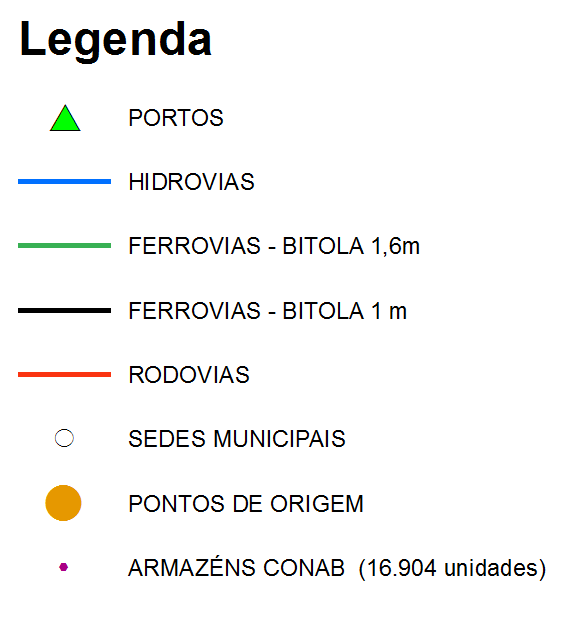 Legenda
PORTOS
HIDROVIAS
FERROVIAS - BITOLA 1,6m
FERROVIAS - BITOLA 1 m
RODOVIAS
SEDES MUNICIPAIS
PONTOS DE ORIGEM
ARMAZÉNS CONAB (16.904 unidades)